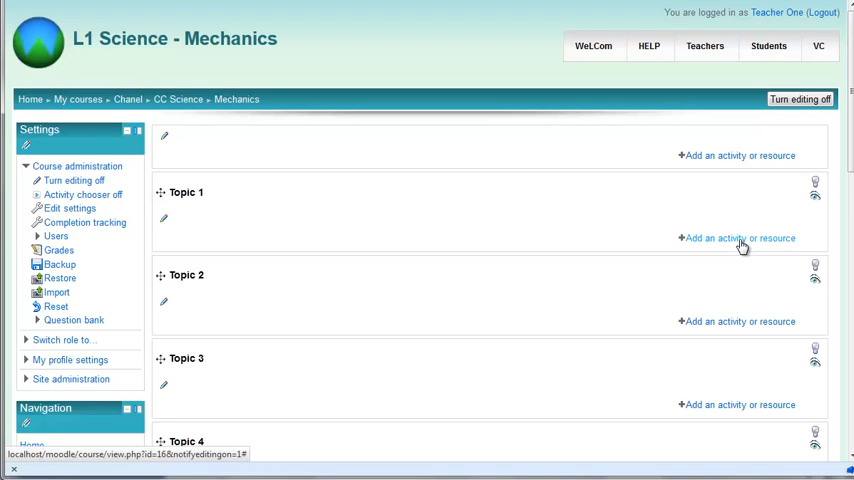 You are logged in as Teacher One (Logout)
L1 Science - Mechanics
WeLCom HELP Teachers Students VC
Home ► My courses ► Chanel ► CC Science ► Mechanics
Turn editing off
Settings
Course administration
Turn editing off
Activity chooser off
Edit settings
Completion tracking
Users
Grades
Backup
Restore
Import
Reset
Question bank
Switch role to...
My profile settings
Site administration
Navigation
Home
Add an activity or resource
Topic 1
Add an activity or resource
Topic 2
Add an activity or resource
Topic 3
Add an activity or resource
Topic 4
localhost/moodle/course/view.php?id=16&notifyeditingon=1#